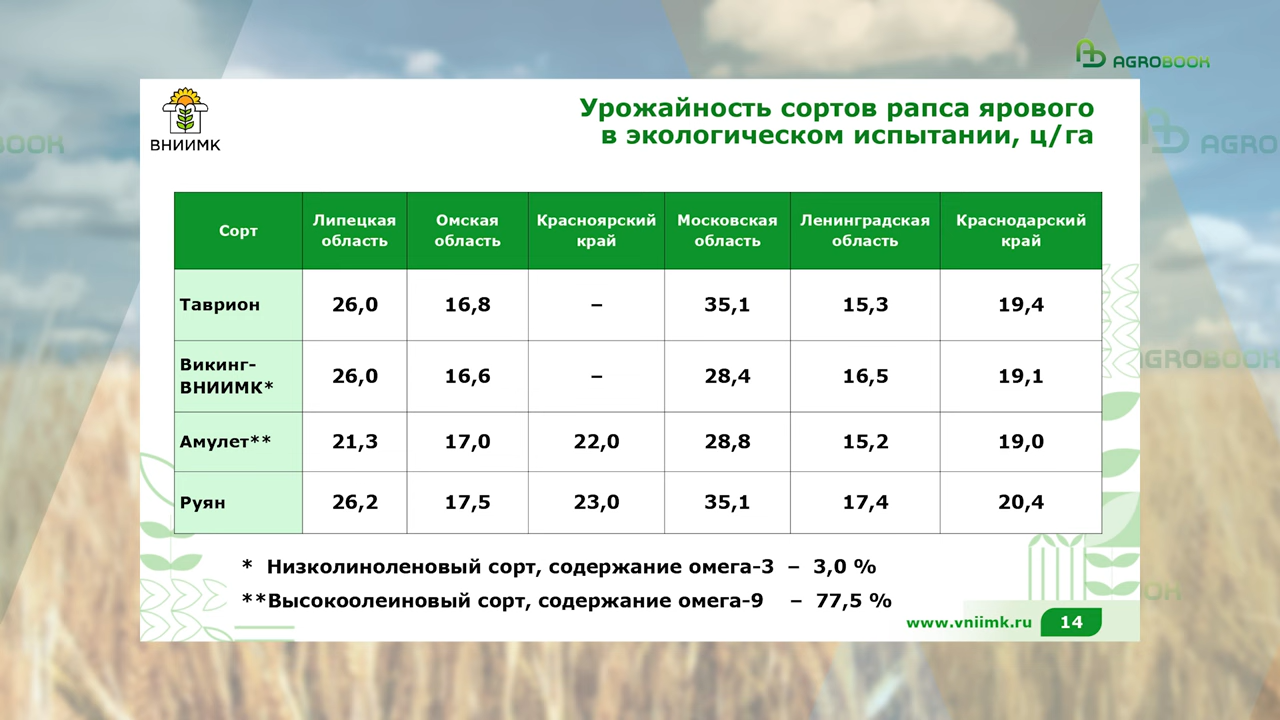 AGROBOOK
ВНИИМК
Урожайность сортов рапса ярового
в экологическом испытании, ц/га
Сорт
Липецкая
область
Омская
область
Красноярский
край
Московская
область
Ленинградская
область
Краснодарский
край
Таврион
26,0
16,8
–
35,1
15,3
19,4
Викинг-
ВНИИМК*
26,0
16,6
–
28,4
16,5
19,1
Амулет**
21,3
17,0
22,0
28,8
15,2
19,0
Руян
26,2
17,5
23,0
35,1
17,4
20,4
* Низколиноленовый сорт, содержание омега-3 – 3,0 %
**Высокоолеиновый сорт, содержание омега-9 – 77,5 %
www.vniimk.ru
14
BOOK
AGRO
AGROBOOK